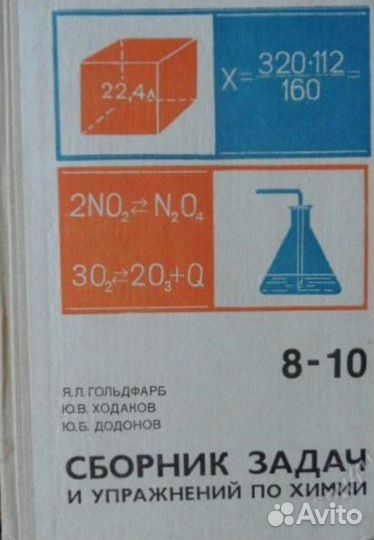 22,4л
X = 320·112 / 160 =
2NO₂ ⇄ N₂O₄
3O₂ ⇄ 2O₃+Q
8-10
Я.Л. ГОЛЬДФАРБ
Ю.В. ХОДАКОВ
Ю.Б. ДОДОНОВ
СБОРНИК ЗАДАЧ
И УПРАЖНЕНИЙ ПО ХИМИИ
Avito